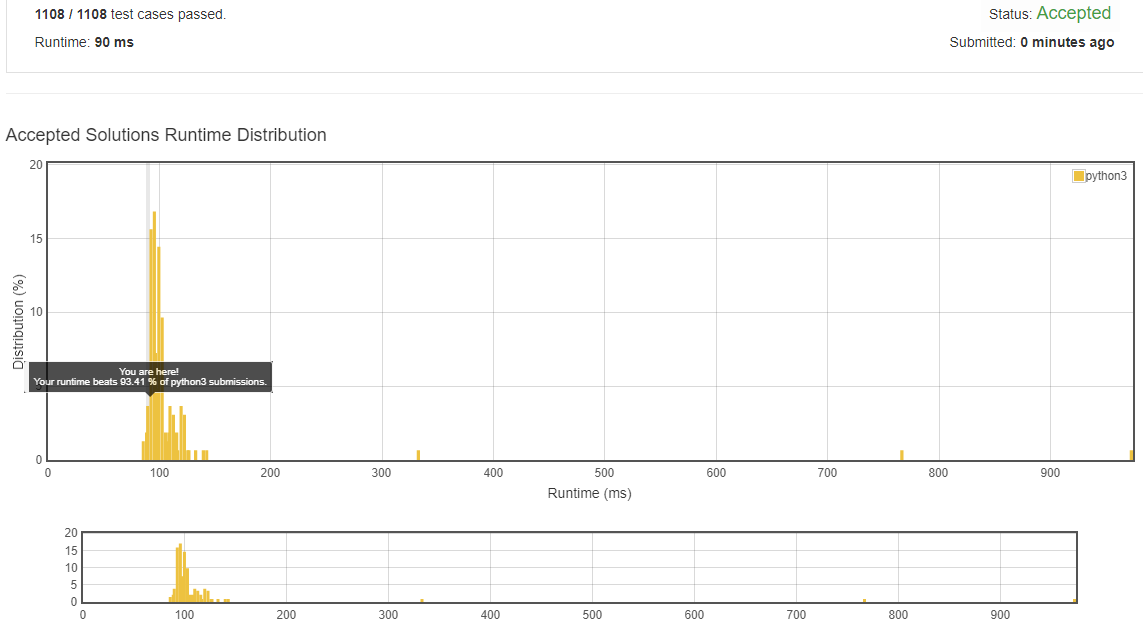 1108 / 1108 test cases passed.
Status: Accepted
Runtime: 90 ms
Submitted: 0 minutes ago
Accepted Solutions Runtime Distribution
20
python3
15
Distribution (%)
10
You are here!
Your runtime beats 93.41 % of python3 submissions.
5
0
0 100 200 300 400 500 600 700 800 900
Runtime (ms)
20
15
10
5
0
0 100 200 300 400 500 600 700 800 900